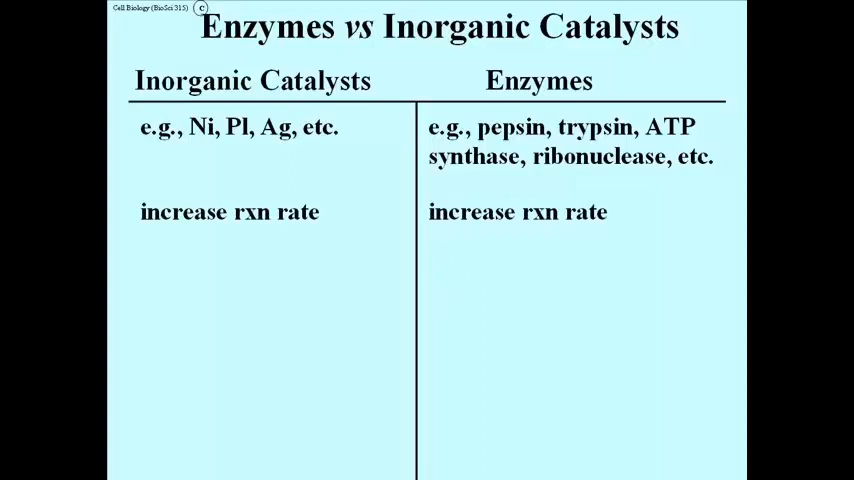 Cell Biology (BioSci 315) C
Enzymes vs Inorganic Catalysts
Inorganic Catalysts
Enzymes
e.g., Ni, Pl, Ag, etc.
e.g., pepsin, trypsin, ATP
synthase, ribonuclease, etc.
increase rxn rate
increase rxn rate